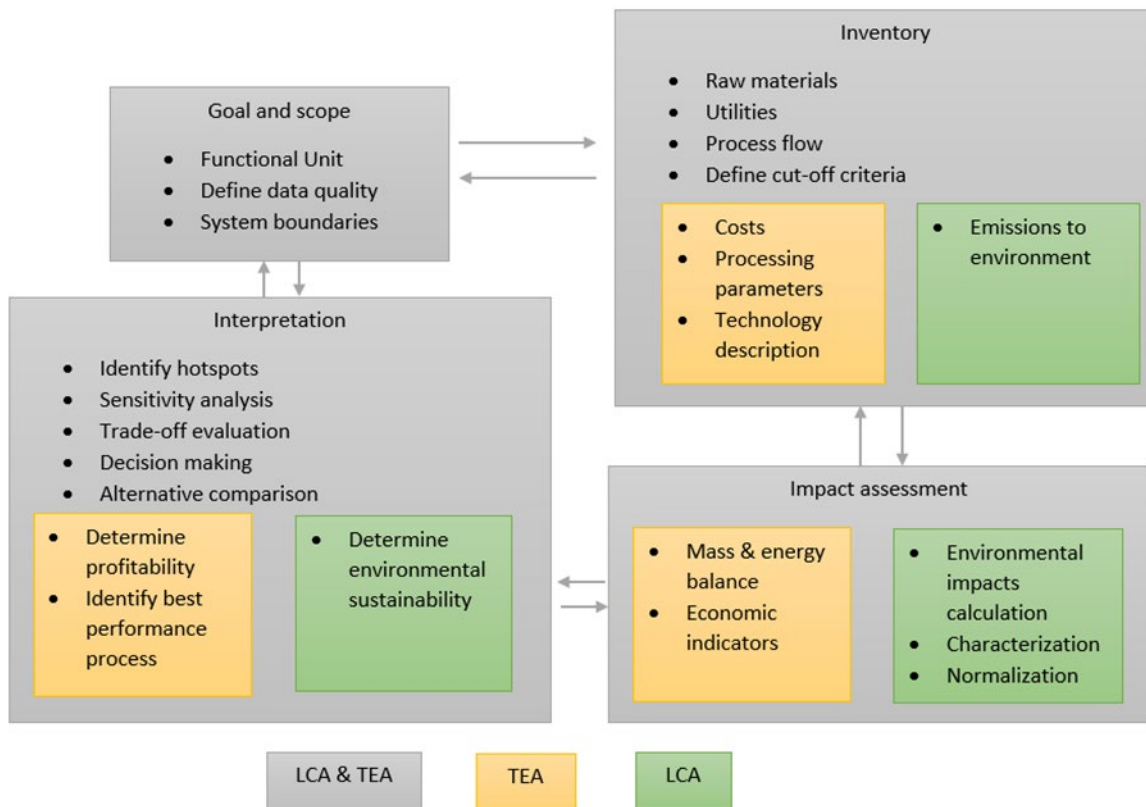 Goal and scope
• Functional Unit
• Define data quality
• System boundaries
Inventory
• Raw materials
• Utilities
• Process flow
• Define cut-off criteria
• Costs
• Processing
parameters
• Technology
description
• Emissions to
environment
Interpretation
• Identify hotspots
• Sensitivity analysis
• Trade-off evaluation
• Decision making
• Alternative comparison
• Determine
profitability
• Identify best
performance
process
• Determine
environmental
sustainability
Impact assessment
• Mass & energy
balance
• Economic
indicators
• Environmental
impacts
calculation
• Characterization
• Normalization
LCA & TEA
TEA
LCA